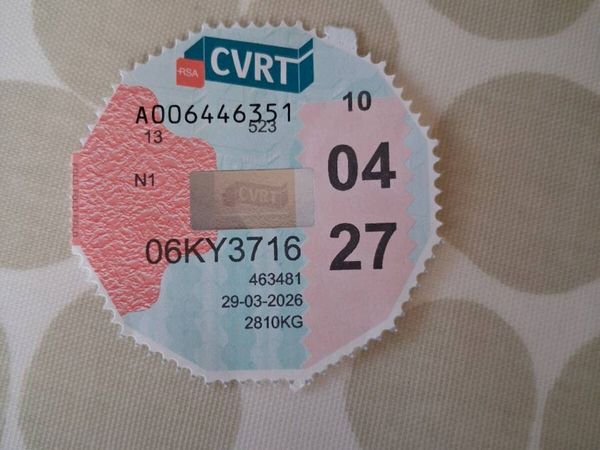 RSA CVRT
A006446351
523
13
N1
CVRT
06KY3716
463481
29-03-2026
2810KG
10
04
27